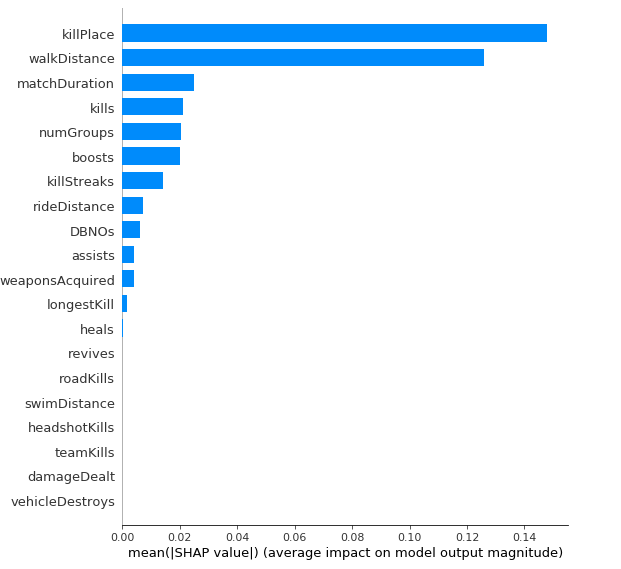 killPlace
walkDistance
matchDuration
kills
numGroups
boosts
killStreaks
rideDistance
DBNOs
assists
weaponsAcquired
longestKill
heals
revives
roadKills
swimDistance
headshotKills
teamKills
damageDealt
vehicleDestroys
0.00 0.02 0.04 0.06 0.08 0.10 0.12 0.14
mean(|SHAP value|) (average impact on model output magnitude)